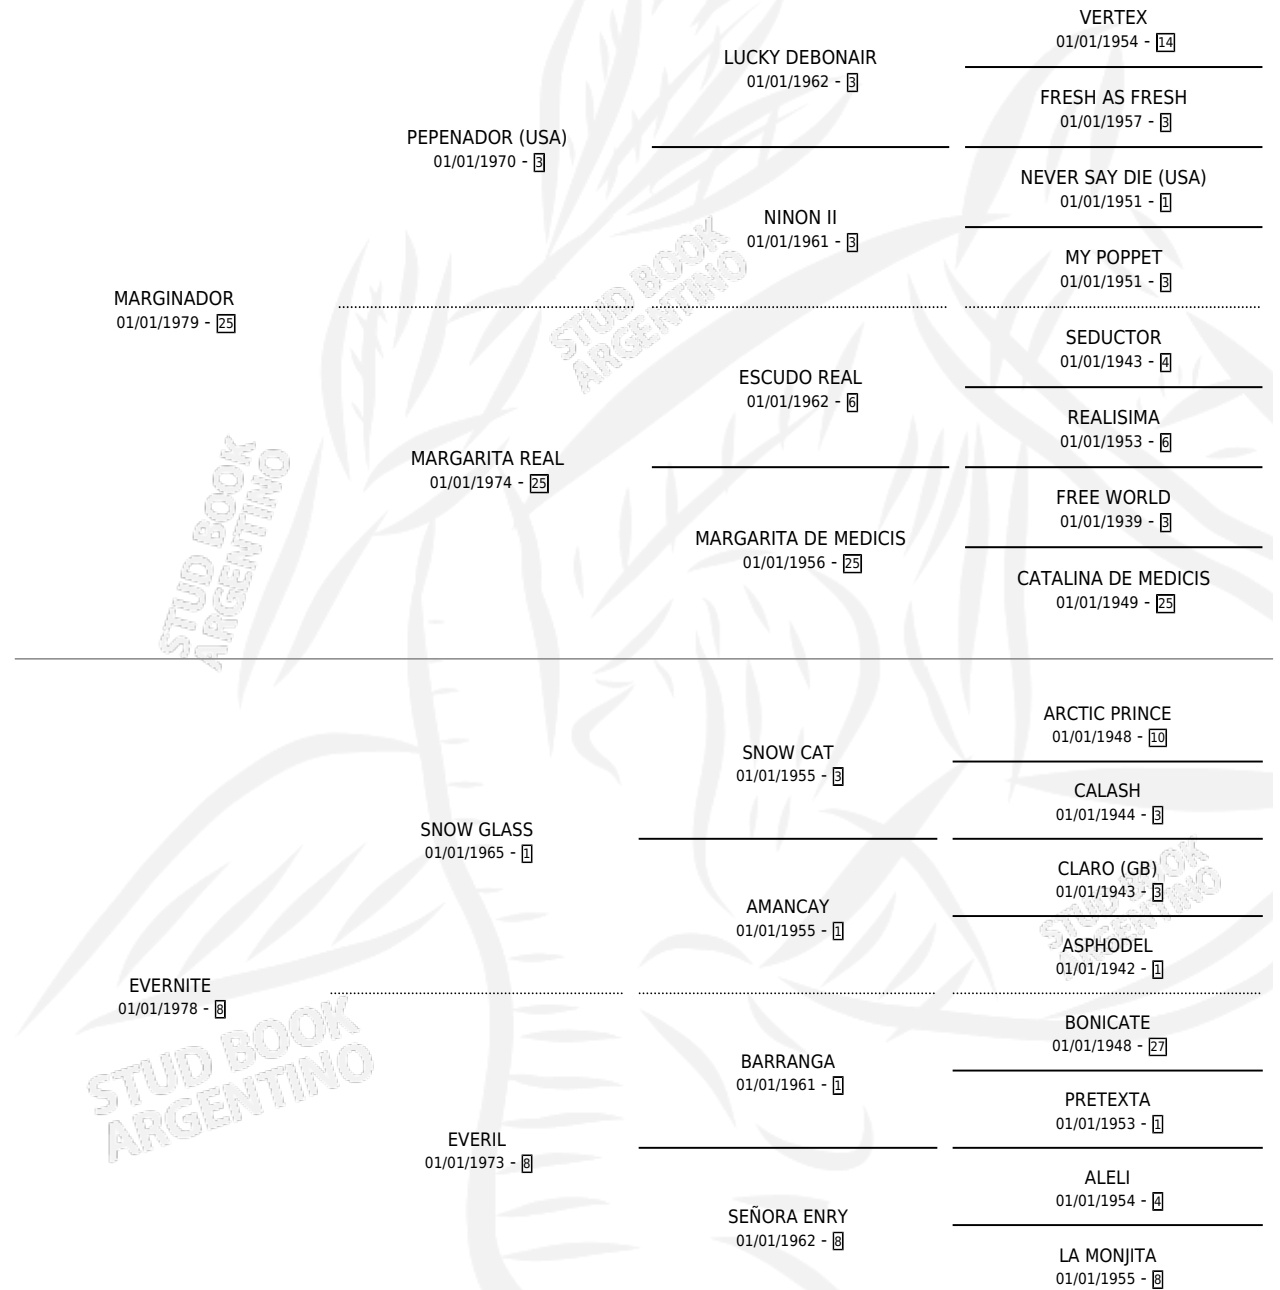 VERTEX
01/01/1954 - 14
LUCKY DEBONAIR
01/01/1962 - 3
FRESH AS FRESH
01/01/1957 - 3
PEPENADOR (USA)
01/01/1970 - 3
NEVER SAY DIE (USA)
01/01/1951 - 1
NINON II
01/01/1961 - 3
MY POPPET
01/01/1951 - 3
MARGINADOR
01/01/1979 - 25
SEDUCTOR
01/01/1943 - 4
ESCUDO REAL
01/01/1962 - 6
REALISIMA
01/01/1953 - 6
MARGARITA REAL
01/01/1974 - 25
FREE WORLD
01/01/1939 - 3
MARGARITA DE MEDICIS
01/01/1956 - 25
CATALINA DE MEDICIS
01/01/1949 - 25
ARCTIC PRINCE
01/01/1948 - 10
SNOW CAT
01/01/1955 - 3
CALASH
01/01/1944 - 3
SNOW GLASS
01/01/1965 - 1
CLARO (GB)
01/01/1943 - 3
AMANCAY
01/01/1955 - 1
ASPHODEL
01/01/1942 - 1
EVERNITE
01/01/1978 - 8
BONICATE
01/01/1948 - 27
BARRANGA
01/01/1961 - 1
PRETEXTA
01/01/1953 - 1
EVERIL
01/01/1973 - 8
ALELI
01/01/1954 - 4
SEÑORA ENRY
01/01/1962 - 8
LA MONJITA
01/01/1955 - 8
STUD BOOK
ARGENTINO
STUD BOOK
ARGENTINO
STUD BOOK
ARGENTINO
STUD BOOK
ARGENTINO